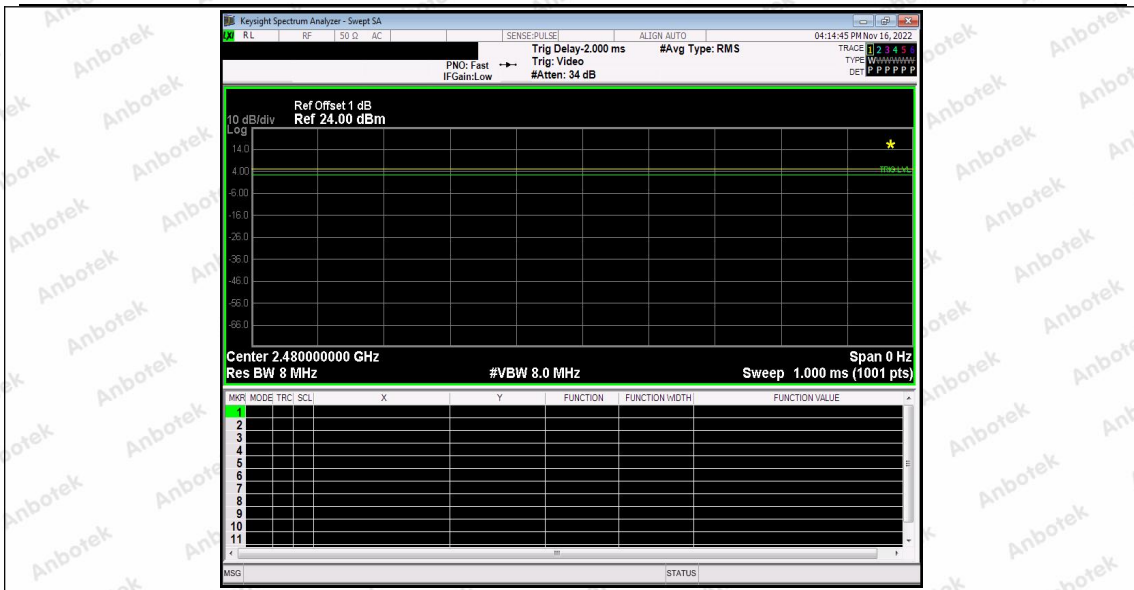 Keysight Spectrum Analyzer - Swept SA
LXI RL RF 50 Ω AC SENSE:PULSE ALIGN AUTO 04:14:45 PM Nov 16, 2022
Trig Delay-2.000 ms #Avg Type: RMS TRACE 1 2 3 4 5 6
PNO: Fast Trig: Video TYPE WWWWWW
IFGain:Low #Atten: 34 dB DET P P P P P P
Ref Offset 1 dB
10 dB/div Ref 24.00 dBm
Log
14.0
4.00 TRIG LVL
-6.00
-16.0
-26.0
-36.0
-46.0
-56.0
-66.0
Center 2.480000000 GHz Span 0 Hz
Res BW 8 MHz #VBW 8.0 MHz Sweep 1.000 ms (1001 pts)
MKR MODE TRC SCL X Y FUNCTION FUNCTION WIDTH FUNCTION VALUE
1
2
3
4
5
6
7
8
9
10
11
MSG STATUS
Anbotek